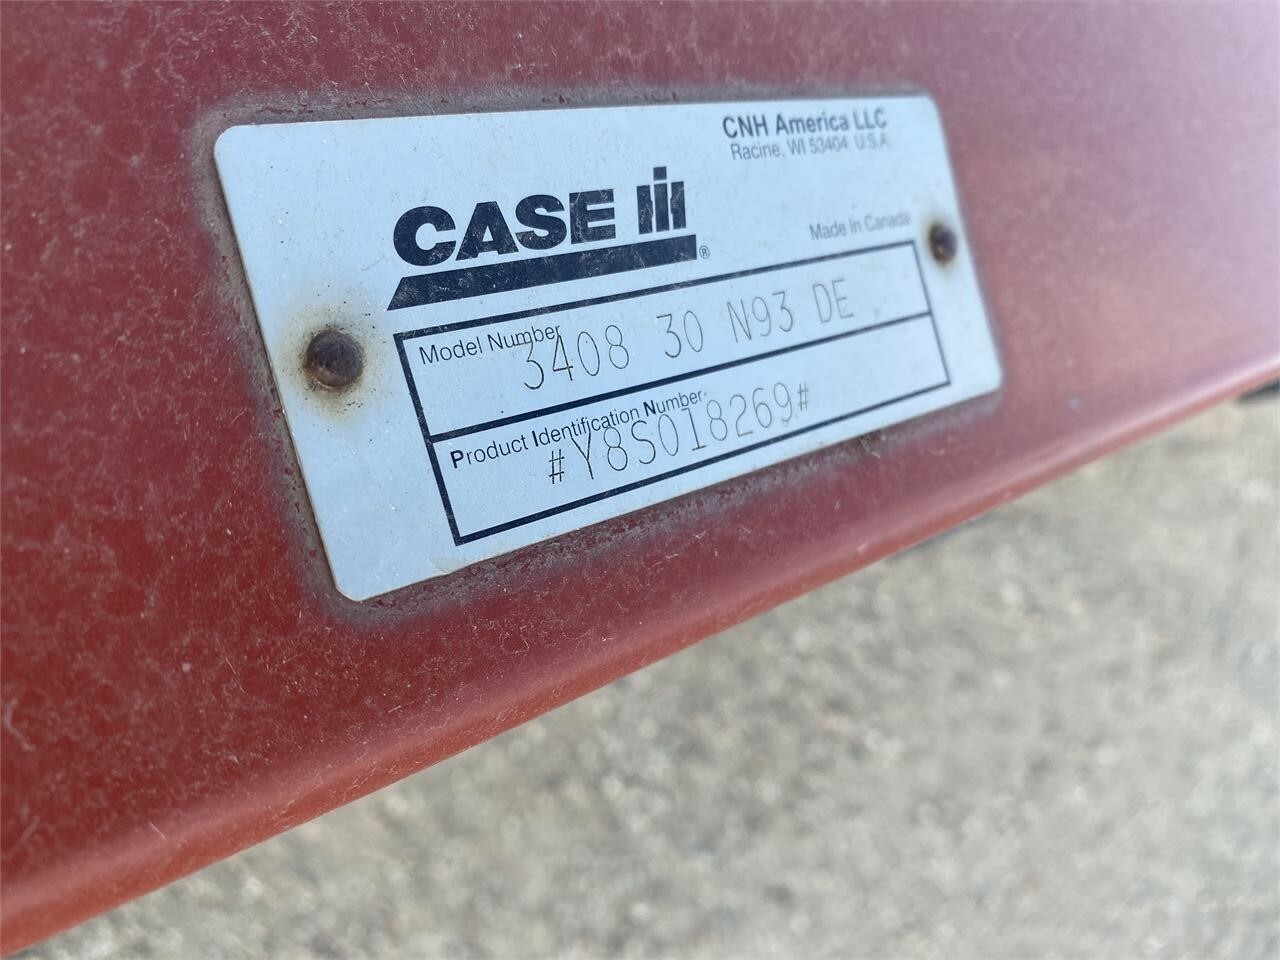 CNH America LLC
Racine, WI 53404 U.S.A.
CASE IH ®
Made In Canada
Model Number
3408 30 N93 DE
Product Identification Number
#Y8S018269#